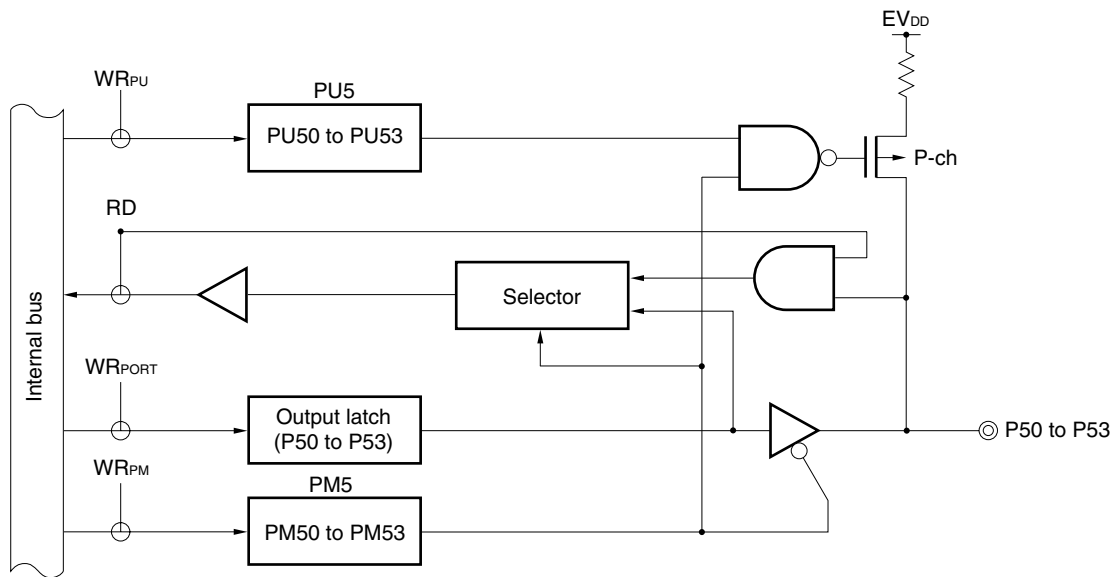 EVDD
WRPU
PU5
PU50 to PU53
P-ch
RD
Selector
Internal bus
WRPORT
Output latch
(P50 to P53)
P50 to P53
WRPM
PM5
PM50 to PM53